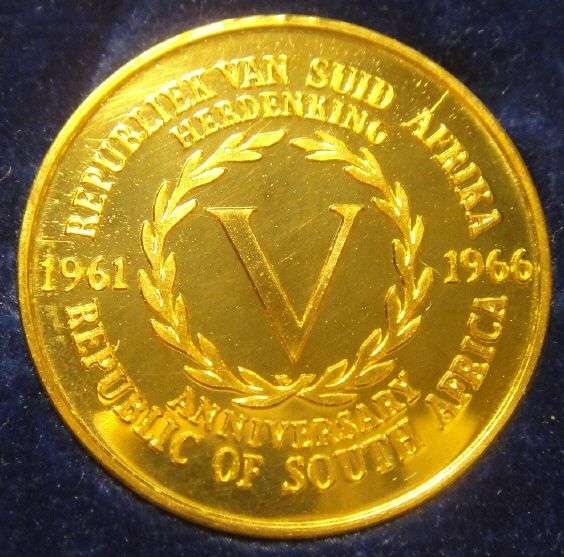 REPUBLIEK VAN SUID AFRIKA
HERDENKING
V
1961 1966
ANNIVERSARY
REPUBLIC OF SOUTH AFRICA